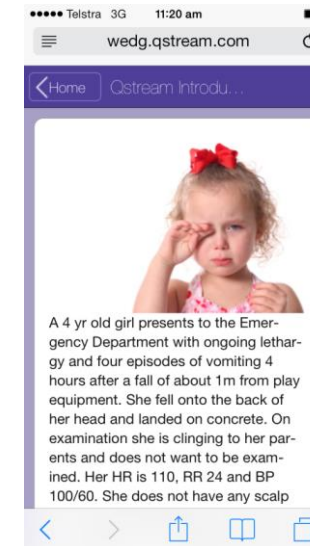 Telstra 3G 11:20 am
wedg.qstream.com
Home Qstream Introdu...
A 4 yr old girl presents to the Emer-
gency Department with ongoing lethar-
gy and four episodes of vomiting 4
hours after a fall of about 1m from play
equipment. She fell onto the back of
her head and landed on concrete. On
examination she is clinging to her par-
ents and does not want to be exam-
ined. Her HR is 110, RR 24 and BP
100/60. She does not have any scalp